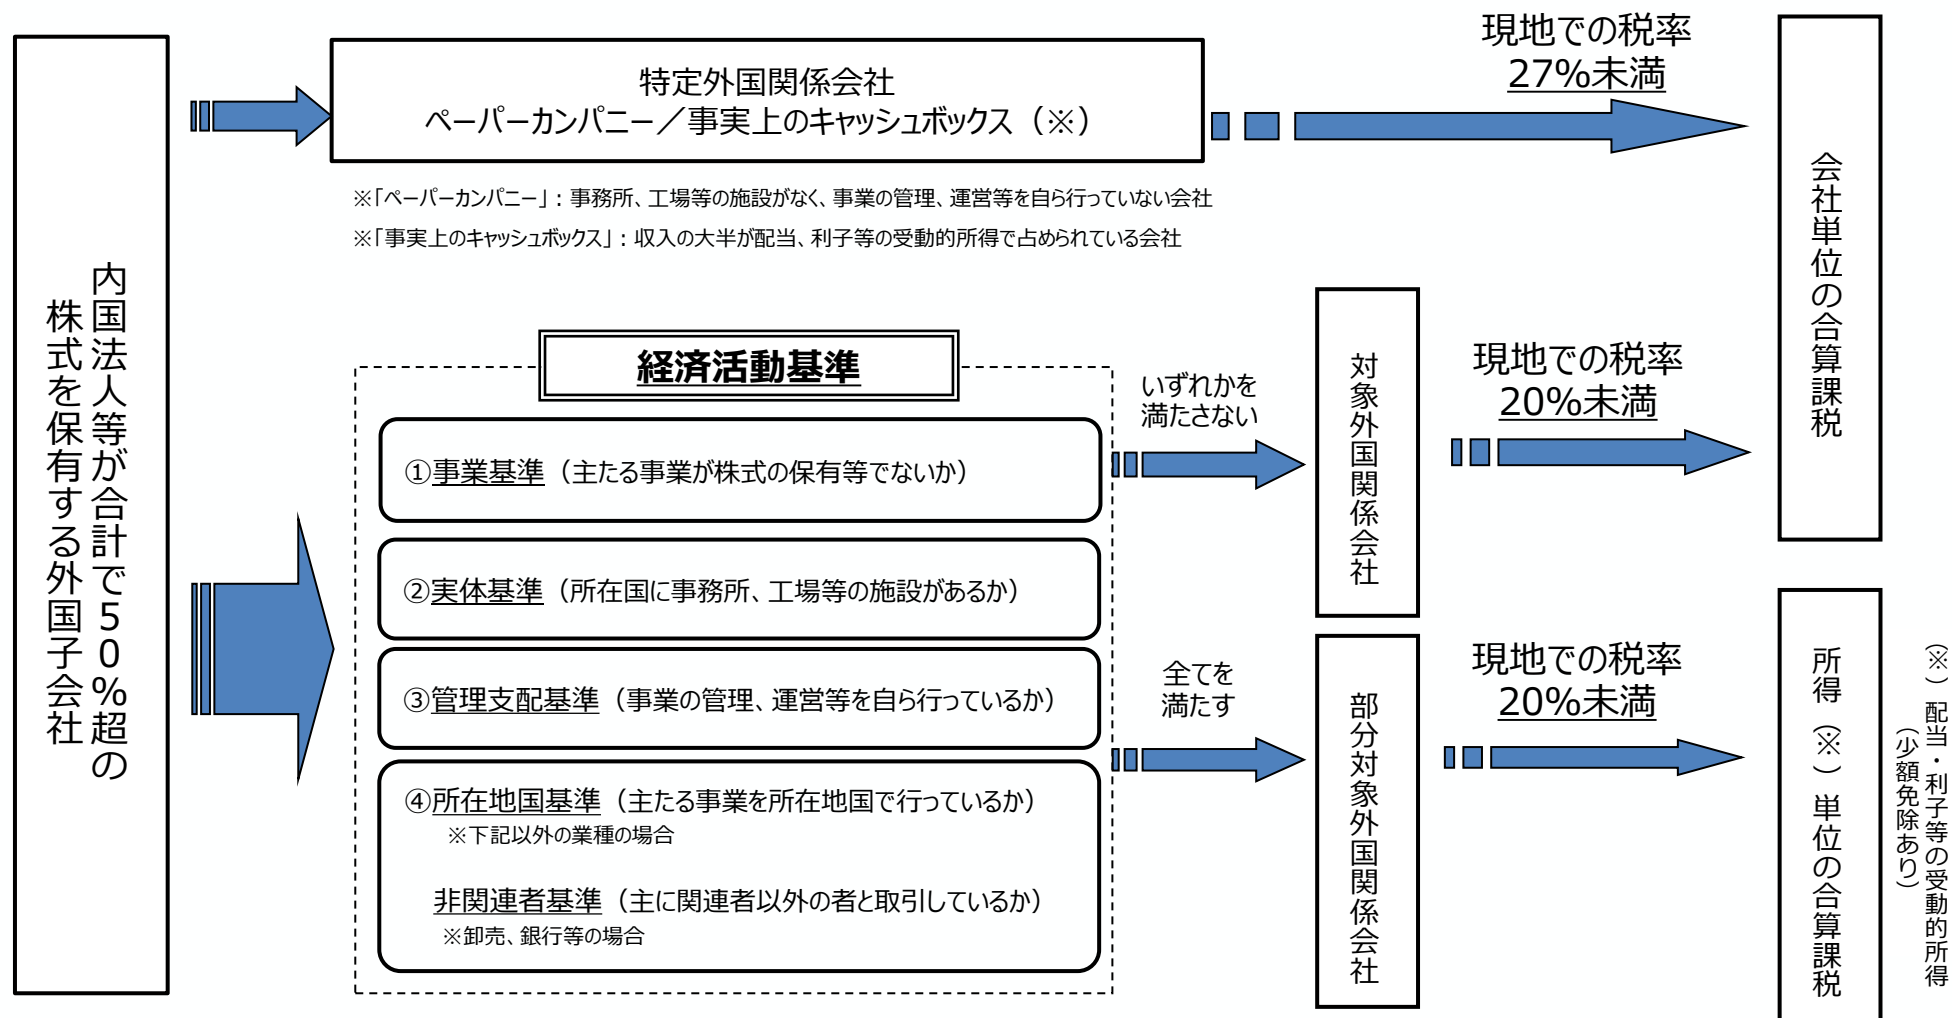 内国法人等が合計で50%超の
株式を保有する外国子会社
特定外国関係会社
ペーパーカンパニー／事実上のキャッシュボックス（※）
※「ペーパーカンパニー」：事務所、工場等の施設がなく、事業の管理、運営等を自ら行っていない会社
※「事実上のキャッシュボックス」：収入の大半が配当、利子等の受動的所得で占められている会社
現地での税率
27%未満
会社単位の合算課税
経済活動基準
①事業基準（主たる事業が株式の保有等でないか）
②実体基準（所在国に事務所、工場等の施設があるか）
③管理支配基準（事業の管理、運営等を自ら行っているか）
④所在地国基準（主たる事業を所在地国で行っているか）
※下記以外の業種の場合
非関連者基準（主に関連者以外の者と取引しているか）
※卸売、銀行等の場合
いずれかを
満たさない
対象外国関係会社
現地での税率
20%未満
全てを
満たす
部分対象外国関係会社
現地での税率
20%未満
所得（※）単位の合算課税
（※）配当・利子等の受動的所得
（少額免除あり）